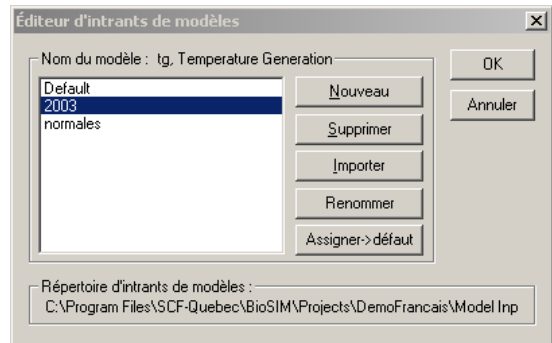 Éditeur d'intrants de modèles
Nom du modèle : tg, Temperature Generation
Default
2003
normales
Nouveau
Supprimer
Importer
Renommer
Assigner->défaut
OK
Annuler
Répertoire d'intrants de modèles :
C:\Program Files\SCF-Quebec\BioSIM\Projects\DemoFrancais\Model Inp